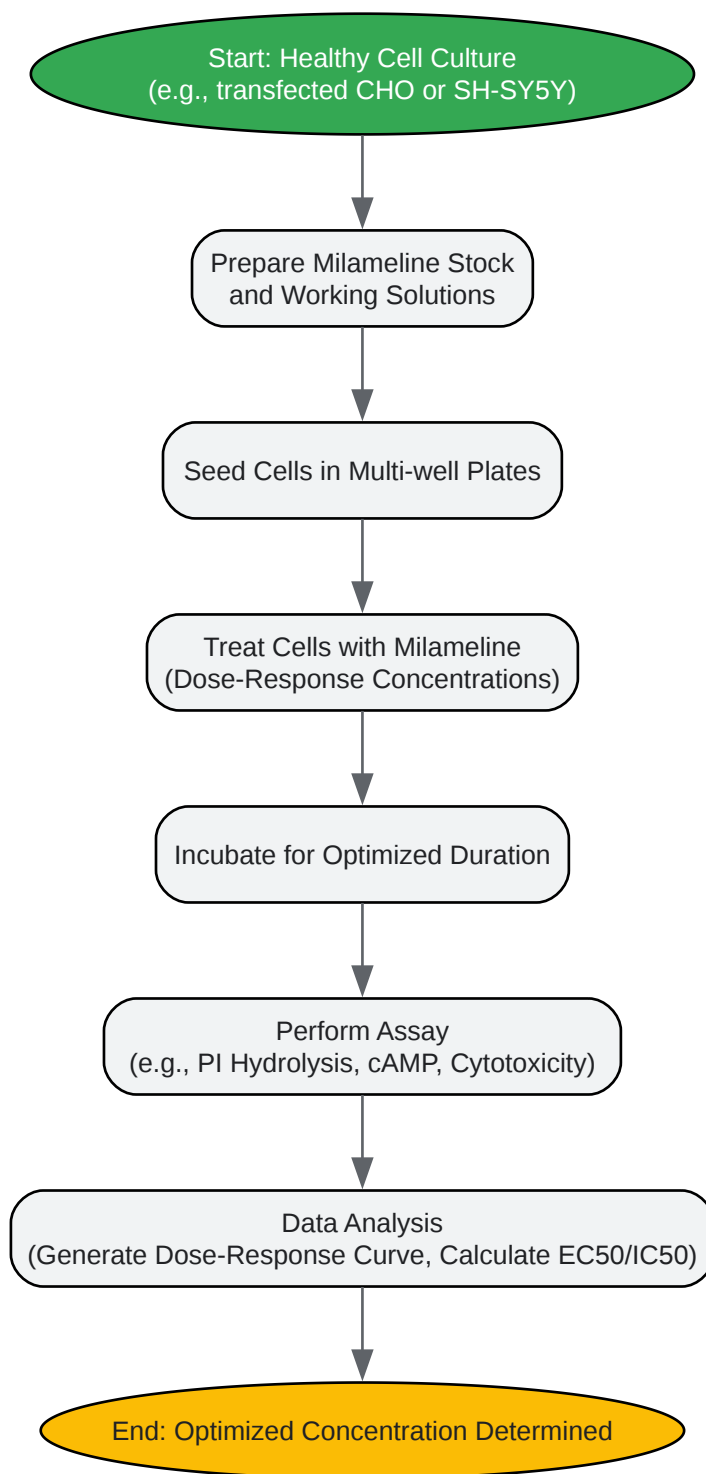 Start: Healthy Cell Culture
(e.g., transfected CHO or SH-SY5Y)
Prepare Milameline Stock
and Working Solutions
Seed Cells in Multi-well Plates
Treat Cells with Milameline
(Dose-Response Concentrations)
Incubate for Optimized Duration
Perform Assay
(e.g., PI Hydrolysis, cAMP, Cytotoxicity)
Data Analysis
(Generate Dose-Response Curve, Calculate EC50/IC50)
End: Optimized Concentration Determined